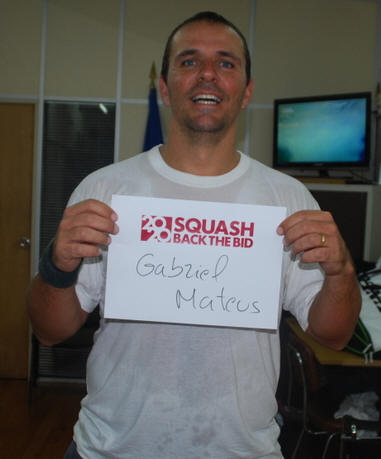 2020 SQUASH
BACK THE BID
Gabriel
Mateus